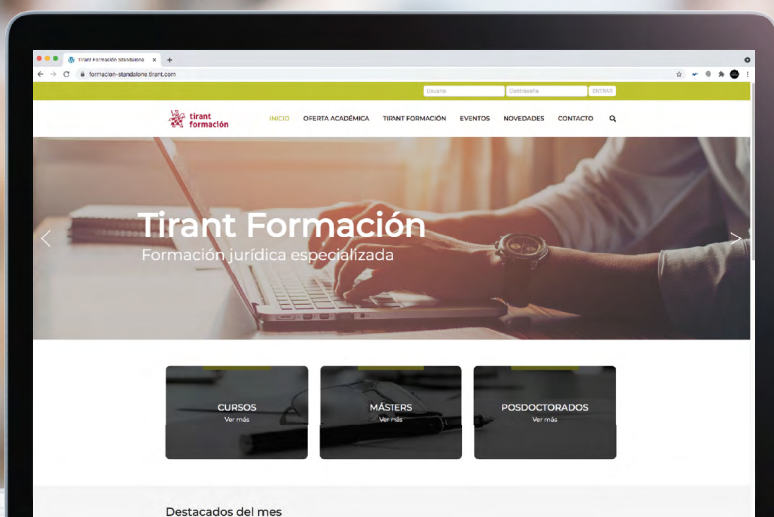 Tirant Formación Standalone
formacion-standalone.tirant.com
Usuario
Contraseña
ENTRAR
tirant
formación
INICIO
OFERTA ACADÉMICA
TIRANT FORMACIÓN
EVENTOS
NOVEDADES
CONTACTO
Tirant Formación
Formación jurídica especializada
CURSOS
Ver más
MÁSTERS
Ver más
POSDOCTORADOS
Ver más
Destacados del mes